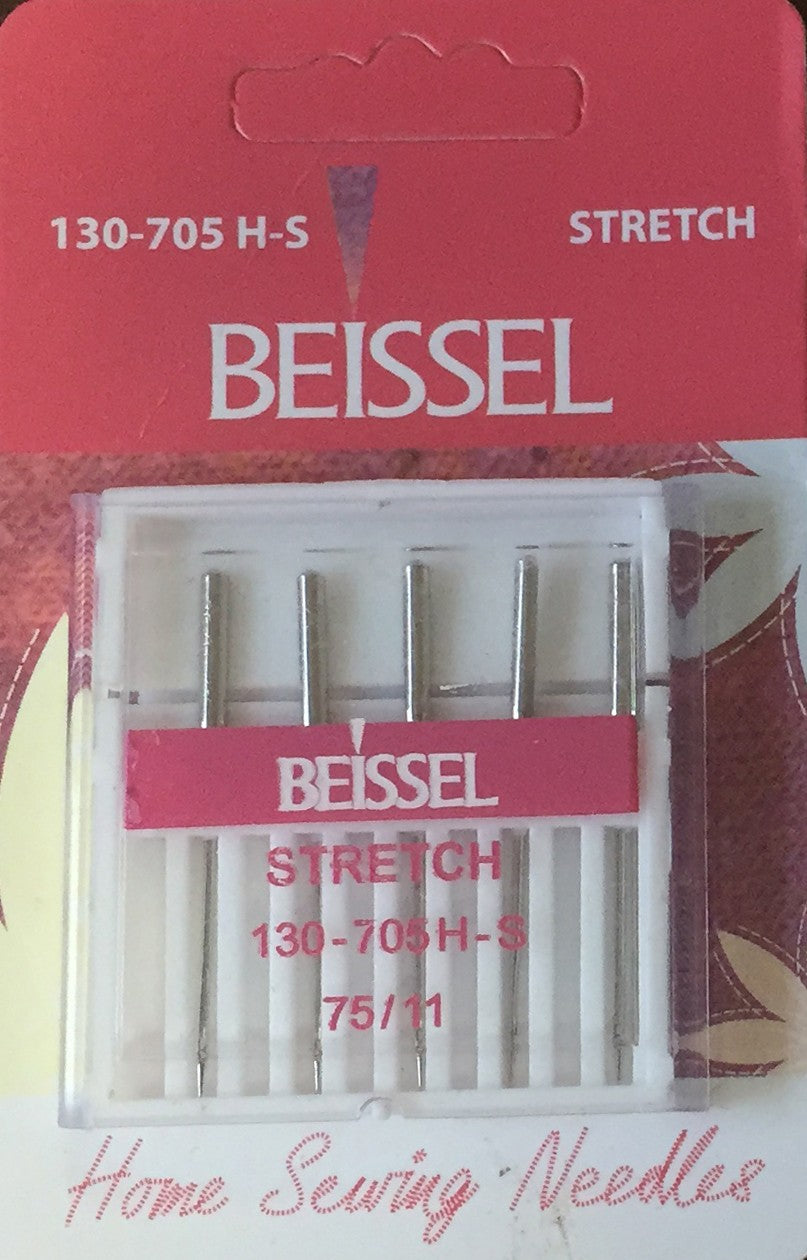 130-705 H-S STRETCH
BEISSEL
BEISSEL
STRETCH
130-705H-S
75/11
Home Sewing Needles